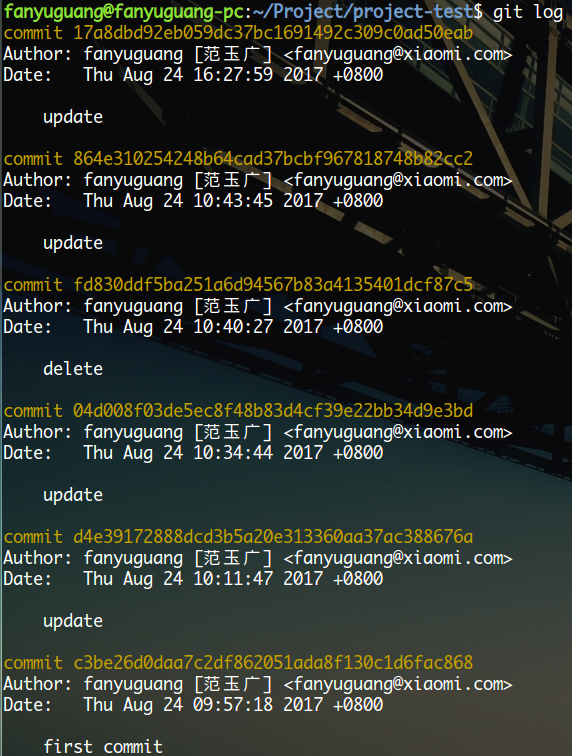 fanyuguang@fanyuguang-pc:~/Project/project-test$ git log
commit 17a8dbd92eb059dc37bc1691492c309c0ad50eab
Author: fanyuguang [范玉广] <fanyuguang@xiaomi.com>
Date:   Thu Aug 24 16:27:59 2017 +0800
update
commit 864e310254248b64cad37bcbf967818748b82cc2
Author: fanyuguang [范玉广] <fanyuguang@xiaomi.com>
Date:   Thu Aug 24 10:43:45 2017 +0800
update
commit fd830ddf5ba251a6d94567b83a4135401dcf87c5
Author: fanyuguang [范玉广] <fanyuguang@xiaomi.com>
Date:   Thu Aug 24 10:40:27 2017 +0800
delete
commit 04d008f03de5ec8f48b83d4cf39e22bb34d9e3bd
Author: fanyuguang [范玉广] <fanyuguang@xiaomi.com>
Date:   Thu Aug 24 10:34:44 2017 +0800
update
commit d4e39172888dcd3b5a20e313360aa37ac388676a
Author: fanyuguang [范玉广] <fanyuguang@xiaomi.com>
Date:   Thu Aug 24 10:11:47 2017 +0800
update
commit c3be26d0daa7c2df862051ada8f130c1d6fac868
Author: fanyuguang [范玉广] <fanyuguang@xiaomi.com>
Date:   Thu Aug 24 09:57:18 2017 +0800
first commit